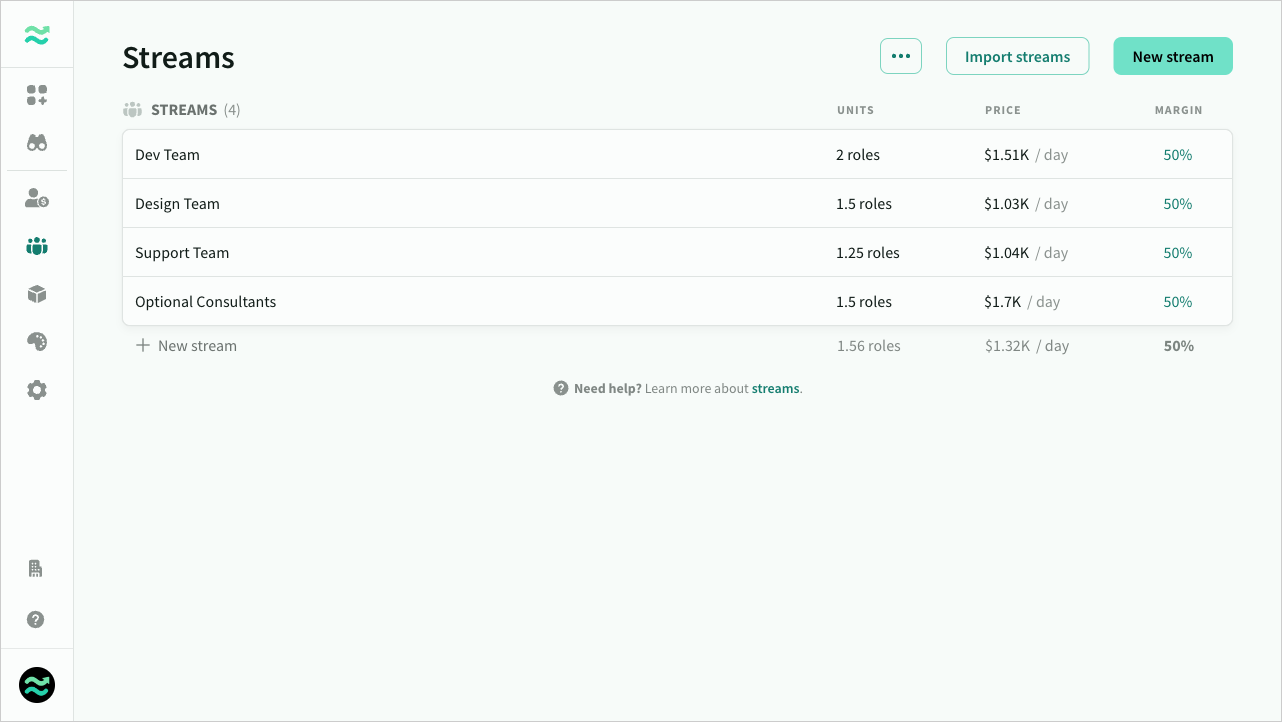 Streams
•••
Import streams
New stream
STREAMS (4) UNITS PRICE MARGIN
Dev Team 2 roles $1.51K / day 50%
Design Team 1.5 roles $1.03K / day 50%
Support Team 1.25 roles $1.04K / day 50%
Optional Consultants 1.5 roles $1.7K / day 50%
+ New stream 1.56 roles $1.32K / day 50%
? Need help? Learn more about streams.
$
?